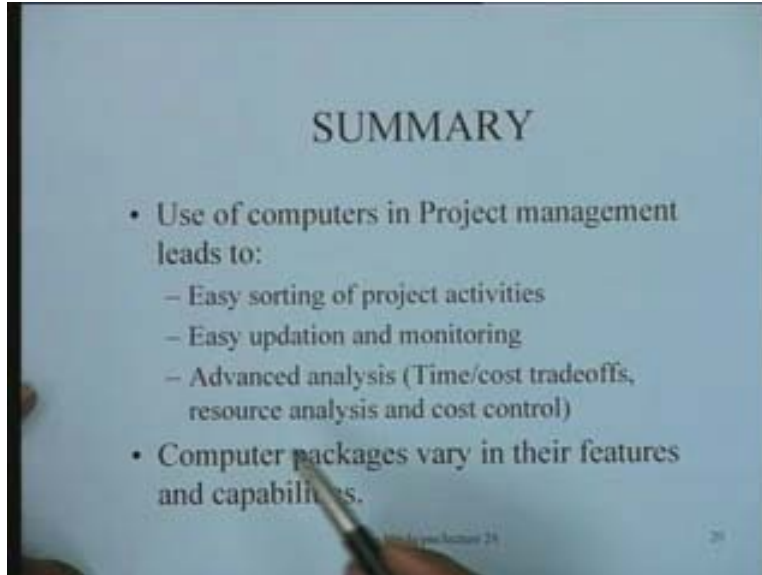 SUMMARY
• Use of computers in Project management
leads to:
– Easy sorting of project activities
– Easy updation and monitoring
– Advanced analysis (Time/cost tradeoffs,
resource analysis and cost control)
• Computer packages vary in their features
and capabilities.